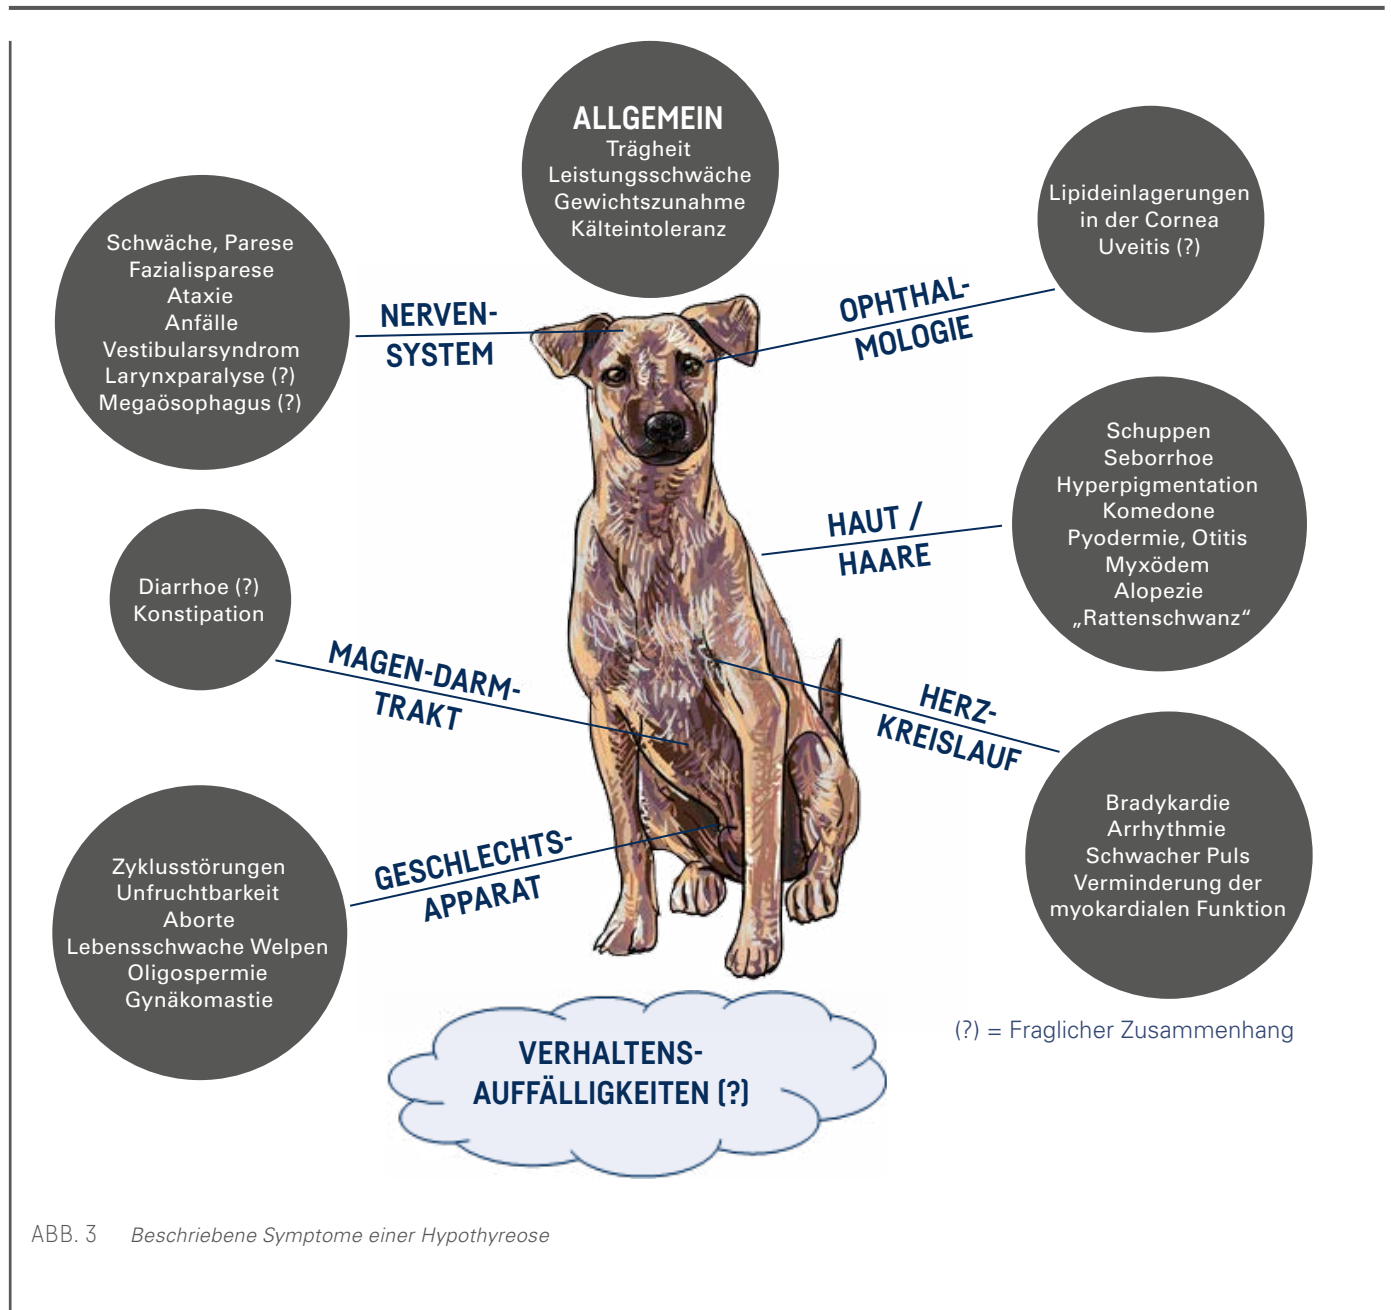 ALLGEMEIN
Trägheit
Leistungsschwäche
Gewichtszunahme
Kälteintoleranz
Schwäche, Parese
Fazialisparese
Ataxie
Anfälle
Vestibularsyndrom
Larynxparalyse (?)
Megaösophagus (?)
NERVEN-
SYSTEM
OPHTHAL-
MOLOGIE
Lipideinlagerungen
in der Cornea
Uveitis (?)
HAUT /
HAARE
Schuppen
Seborrhoe
Hyperpigmentation
Komedone
Pyodermie, Otitis
Myxödem
Alopezie
„Rattenschwanz“
Diarrhoe (?)
Konstipation
MAGEN-DARM-
TRAKT
HERZ-
KREISLAUF
Bradykardie
Arrhythmie
Schwacher Puls
Verminderung der
myokardialen Funktion
Zyklusstörungen
Unfruchtbarkeit
Aborte
Lebensschwache Welpen
Oligospermie
Gynäkomastie
GESCHLECHTS-
APPARAT
VERHALTENS-
AUFFÄLLIGKEITEN (?)
(?) = Fraglicher Zusammenhang
ABB. 3 Beschriebene Symptome einer Hypothyreose